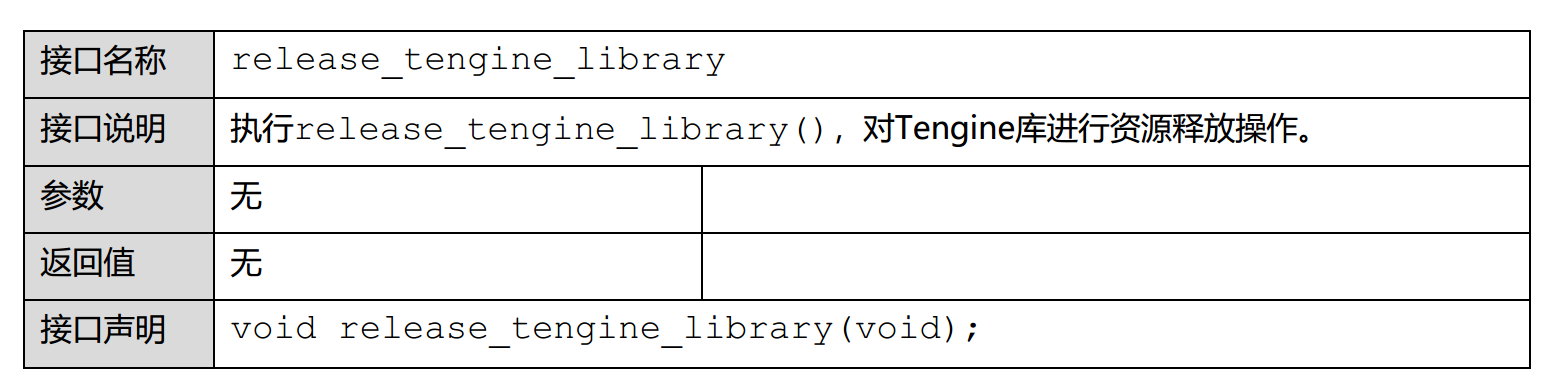 接口名称 release_tengine_library
接口说明 执行release_tengine_library()，对Tengine库进行资源释放操作。
参数 无
返回值 无
接口声明 void release_tengine_library(void);